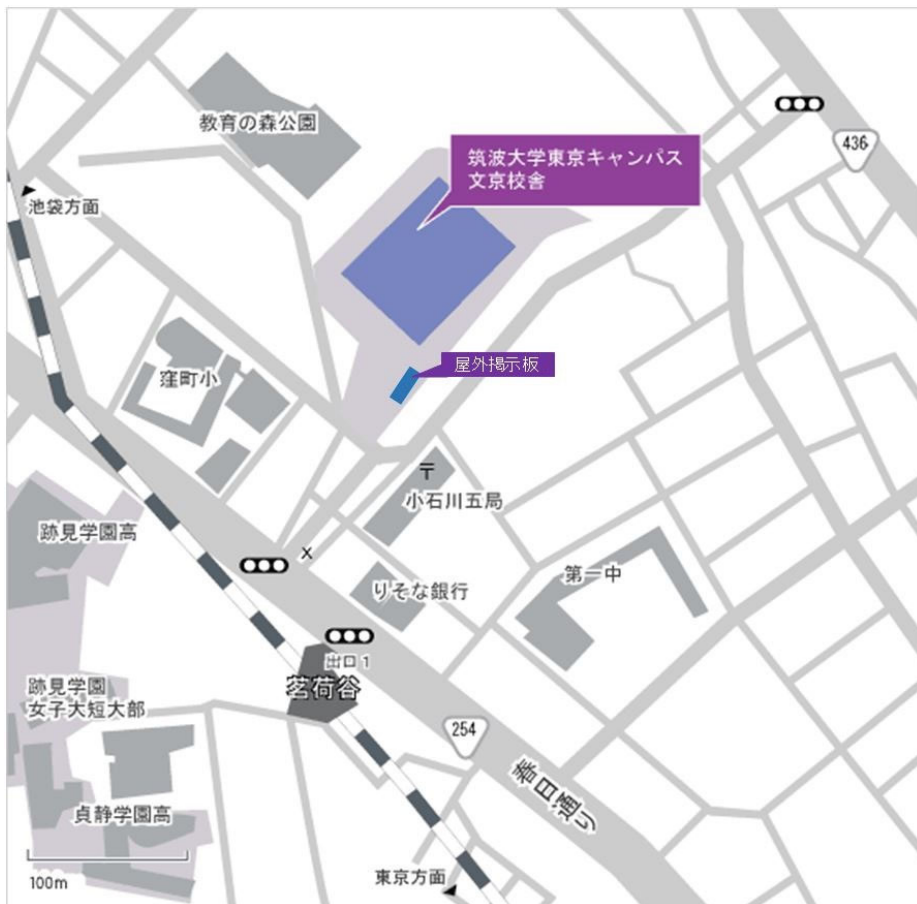 436
教育の森公園
筑波大学東京キャンパス
文京校舎
池袋方面
屋外掲示板
窪町小
〒
小石川五局
跡見学園高
X
第一中
りそな銀行
出口1
茗荷谷
跡見学園
女子大短大部
254
春日通り
貞静学園高
100m
東京方面